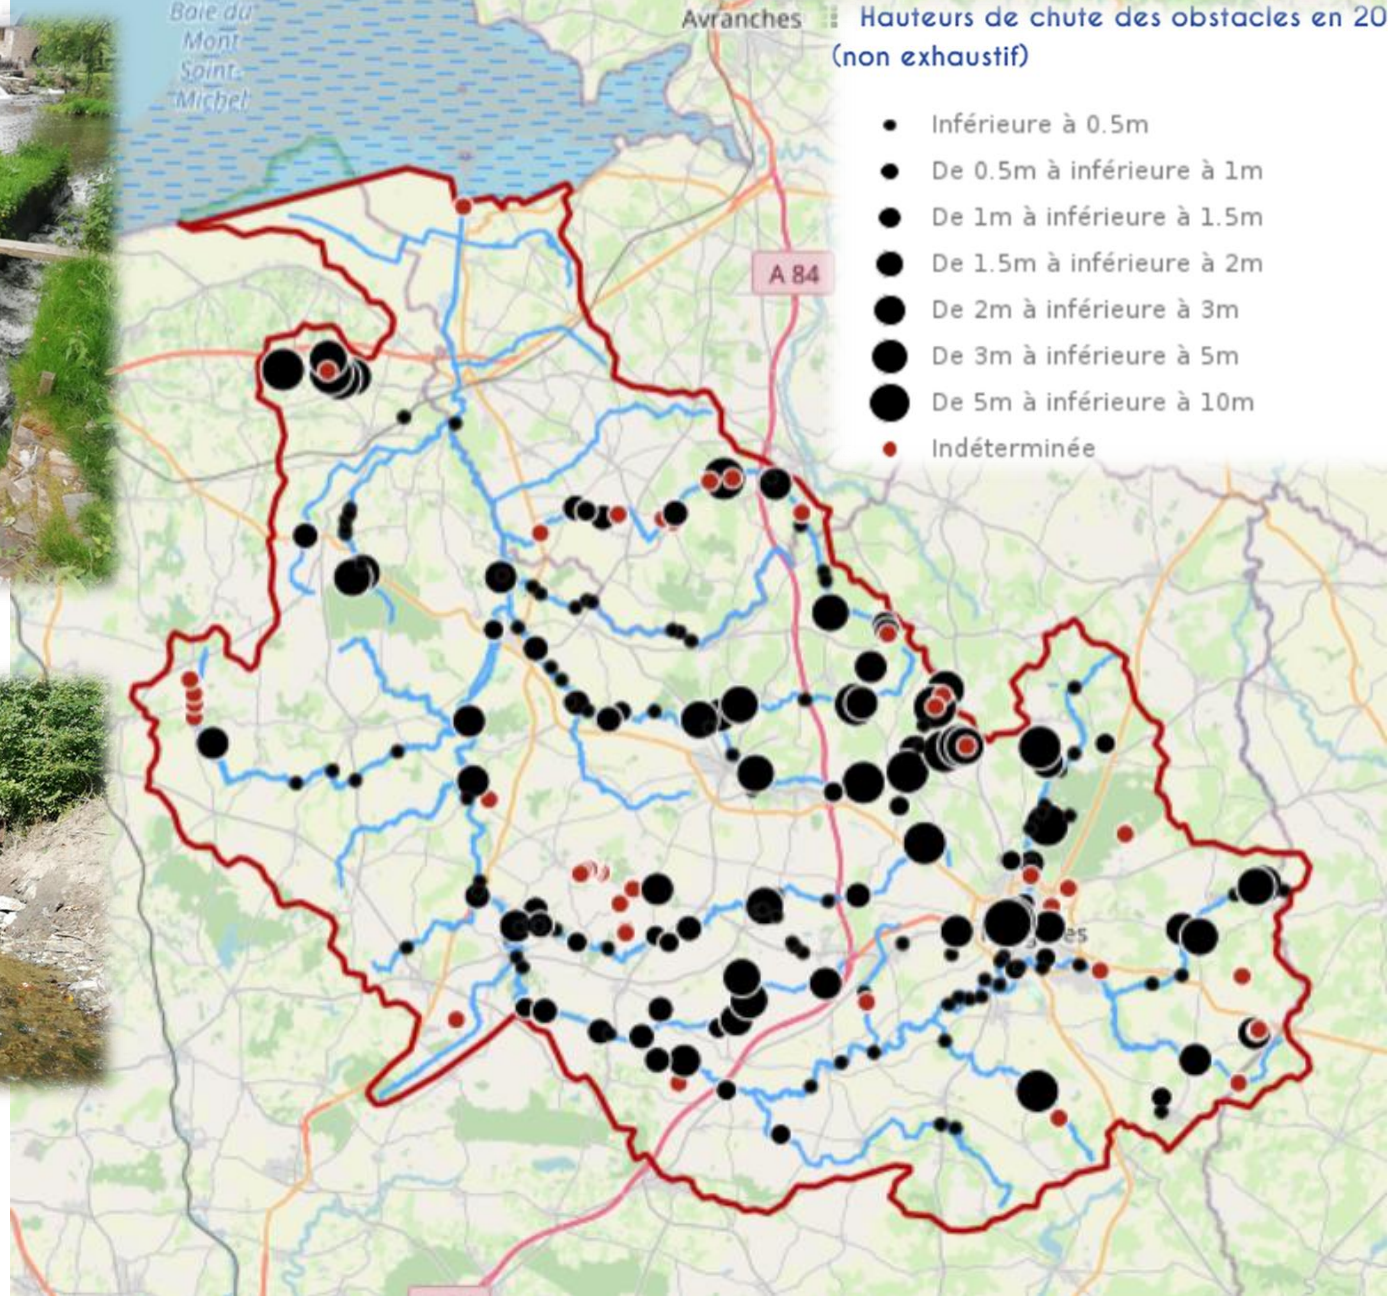 Baie du
Mont
Saint-
Michel
Avranches
Hauteurs de chute des obstacles en 20
(non exhaustif)
Inférieure à 0.5m
De 0.5m à inférieure à 1m
De 1m à inférieure à 1.5m
De 1.5m à inférieure à 2m
De 2m à inférieure à 3m
De 3m à inférieure à 5m
De 5m à inférieure à 10m
Indéterminée
A 84